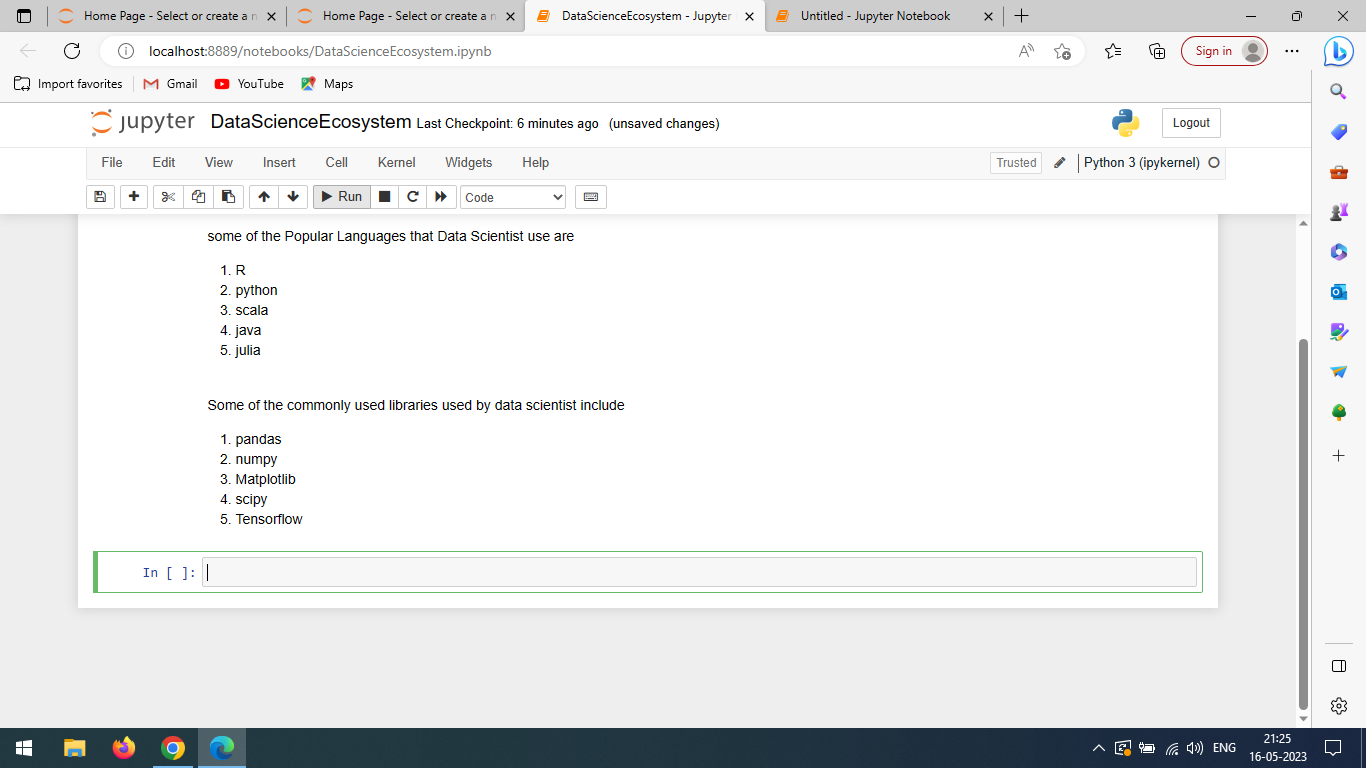 Home Page - Select or create a n
Home Page - Select or create a n
DataScienceEcosystem - Jupyter
Untitled - Jupyter Notebook
localhost:8889/notebooks/DataScienceEcosystem.ipynb
Sign in
Import favorites
Gmail
YouTube
Maps
jupyter
DataScienceEcosystem Last Checkpoint: 6 minutes ago (unsaved changes)
Logout
File Edit View Insert Cell Kernel Widgets Help
Trusted
Python 3 (ipykernel)
Run
Code
some of the Popular Languages that Data Scientist use are
1. R
2. python
3. scala
4. java
5. julia
Some of the commonly used libraries used by data scientist include
1. pandas
2. numpy
3. Matplotlib
4. scipy
5. Tensorflow
In [ ]:
ENG
21:25
16-05-2023